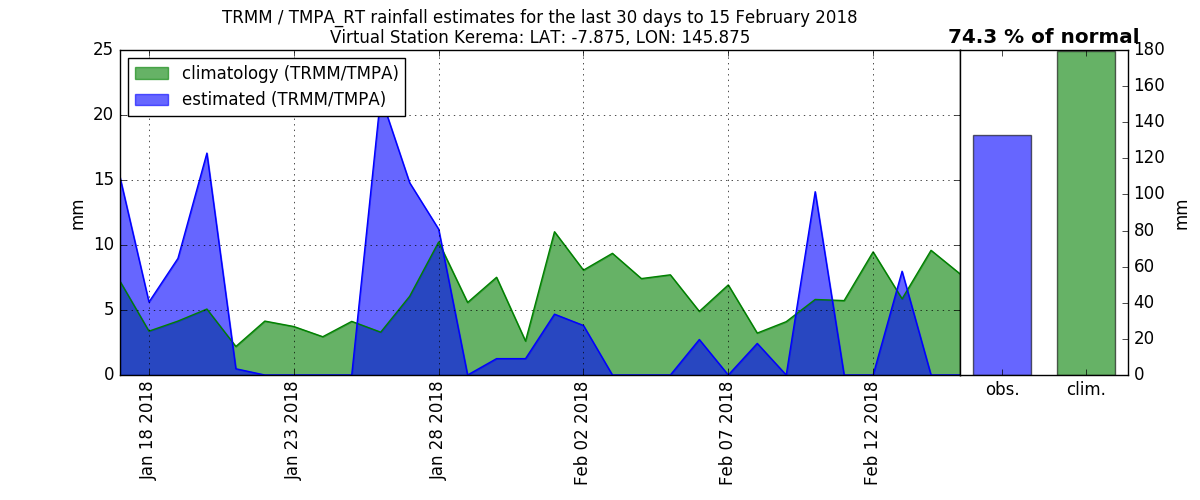 TRMM / TMPA_RT rainfall estimates for the last 30 days to 15 February 2018
Virtual Station Kerema: LAT: -7.875, LON: 145.875
74.3 % of normal
climatology (TRMM/TMPA)
estimated (TRMM/TMPA)
25
20
15
10
5
0
mm
180
160
140
120
100
80
60
40
20
0
mm
Jan 18 2018
Jan 23 2018
Jan 28 2018
Feb 02 2018
Feb 07 2018
Feb 12 2018
obs.
clim.